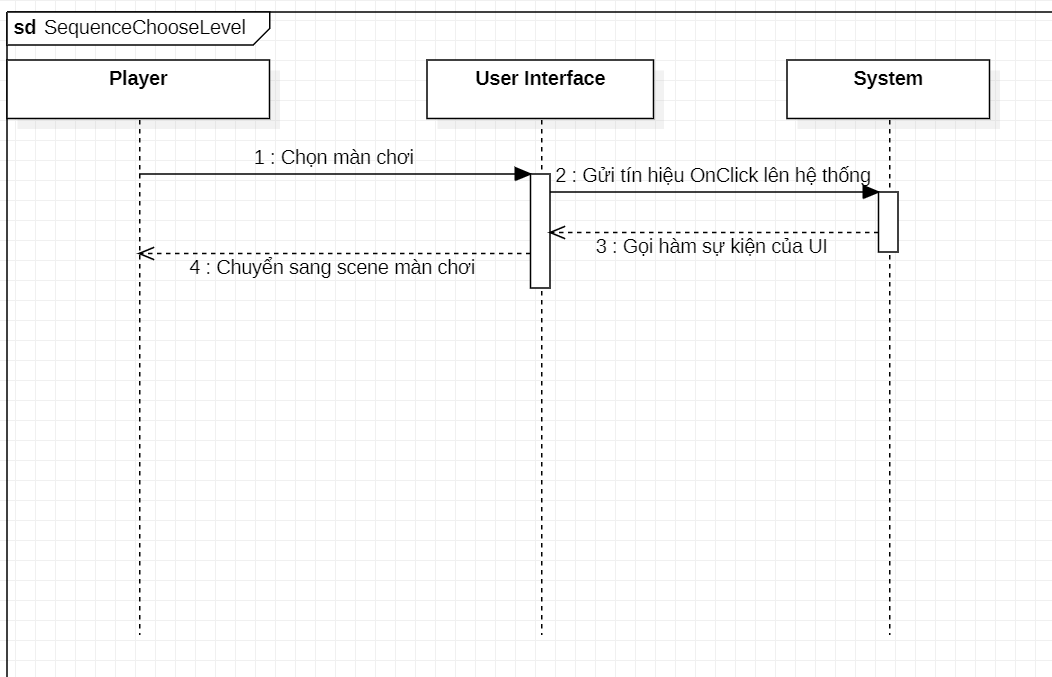 sd SequenceChooseLevel
Player
User Interface
System
1 : Chọn màn chơi
2 : Gửi tín hiệu OnClick lên hệ thống
3 : Gọi hàm sự kiện của UI
4 : Chuyển sang scene màn chơi